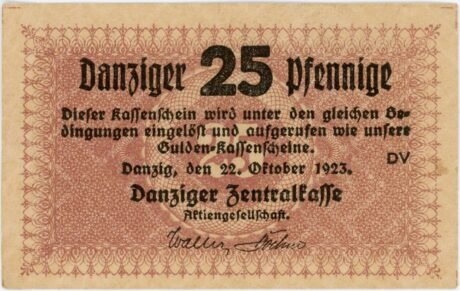 Danziger 25 Pfennige
Dieser Kassenschein wird unter den gleichen Be-
dingungen eingelöst und aufgerufen wie unsere
Gulden-Kassenscheine.
DV
Danzig, den 22. Oktober 1923.
Danziger Zentralkasse
Aktiengesellschaft.